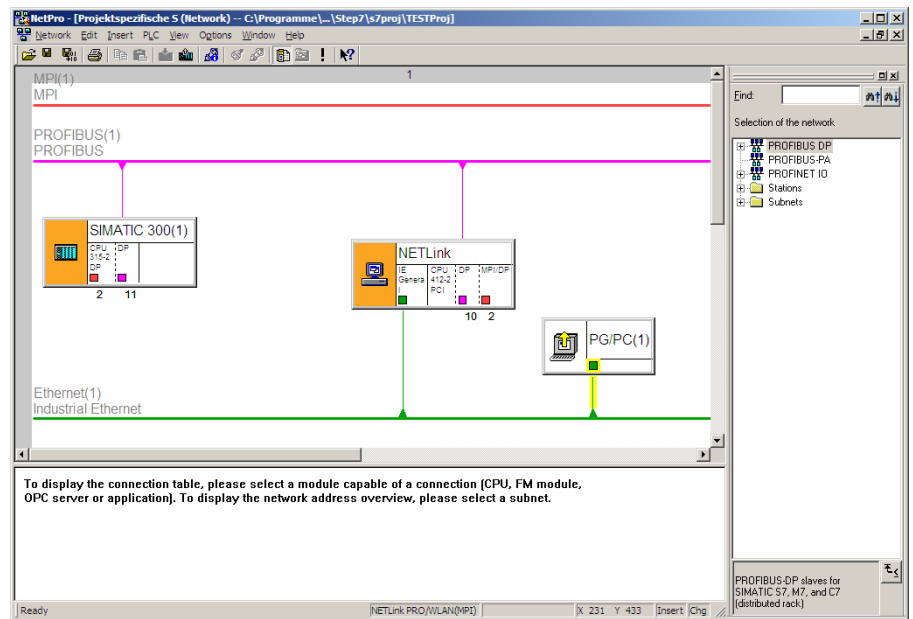 NetPro - [Projektspezifische S (Network) -- C:\Programme\...\Step7\s7proj\TESTProj]
Network Edit Insert PLC View Options Window Help
1
MPI(1)
MPI
PROFIBUS(1)
PROFIBUS
SIMATIC 300(1)
CPU 315-2 DP
DP
2 11
NETLink
IE General
CPU 412-2 PCI
DP
MPI/DP
10 2
PG/PC(1)
Ethernet(1)
Industrial Ethernet
To display the connection table, please select a module capable of a connection (CPU, FM module,
OPC server or application). To display the network address overview, please select a subnet.
Find:
Selection of the network
PROFIBUS DP
PROFIBUS-PA
PROFINET IO
Stations
Subnets
PROFIBUS-DP slaves for
SIMATIC S7, M7, and C7
(distributed rack)
Ready
NETLink PRO/WLAN(MPI)
X 231 Y 433
Insert
Chg